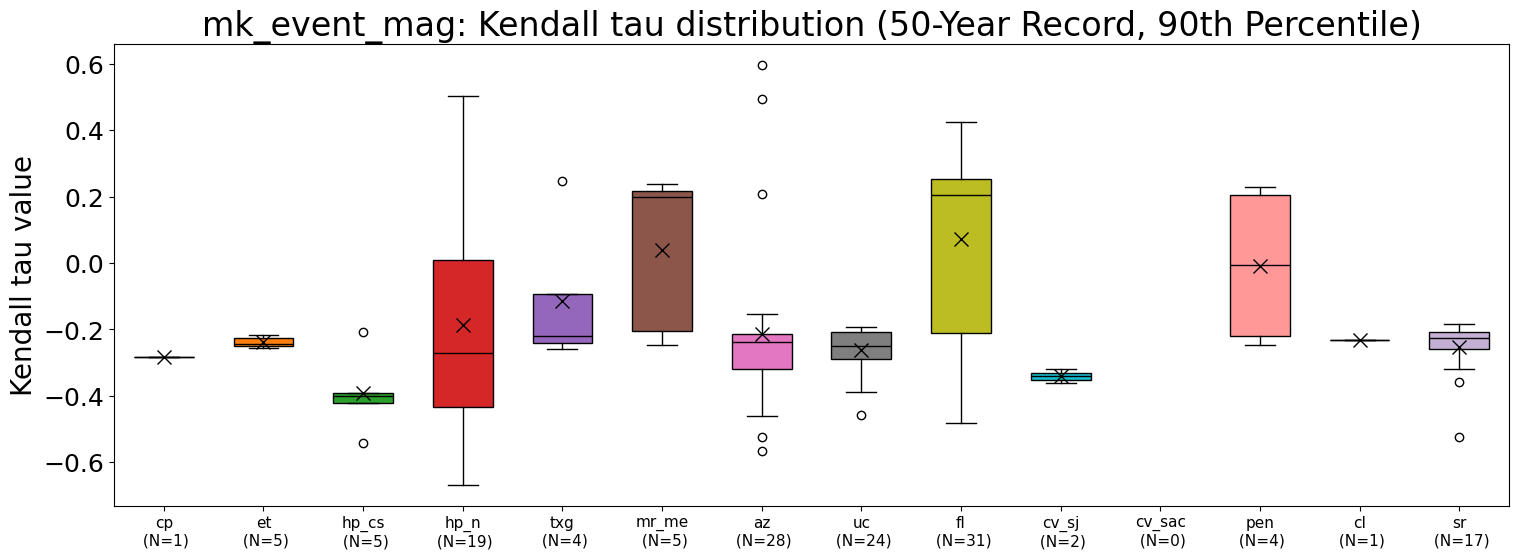 mk_event_mag: Kendall tau distribution (50-Year Record, 90th Percentile)
Kendall tau value
0.6
0.4
0.2
0.0
−0.2
−0.4
−0.6
cp et hp_cs hp_n txg mr_me az uc fl cv_sj cv_sac pen cl sr
(N=1) (N=5) (N=5) (N=19) (N=4) (N=5) (N=28) (N=24) (N=31) (N=2) (N=0) (N=4) (N=1) (N=17)